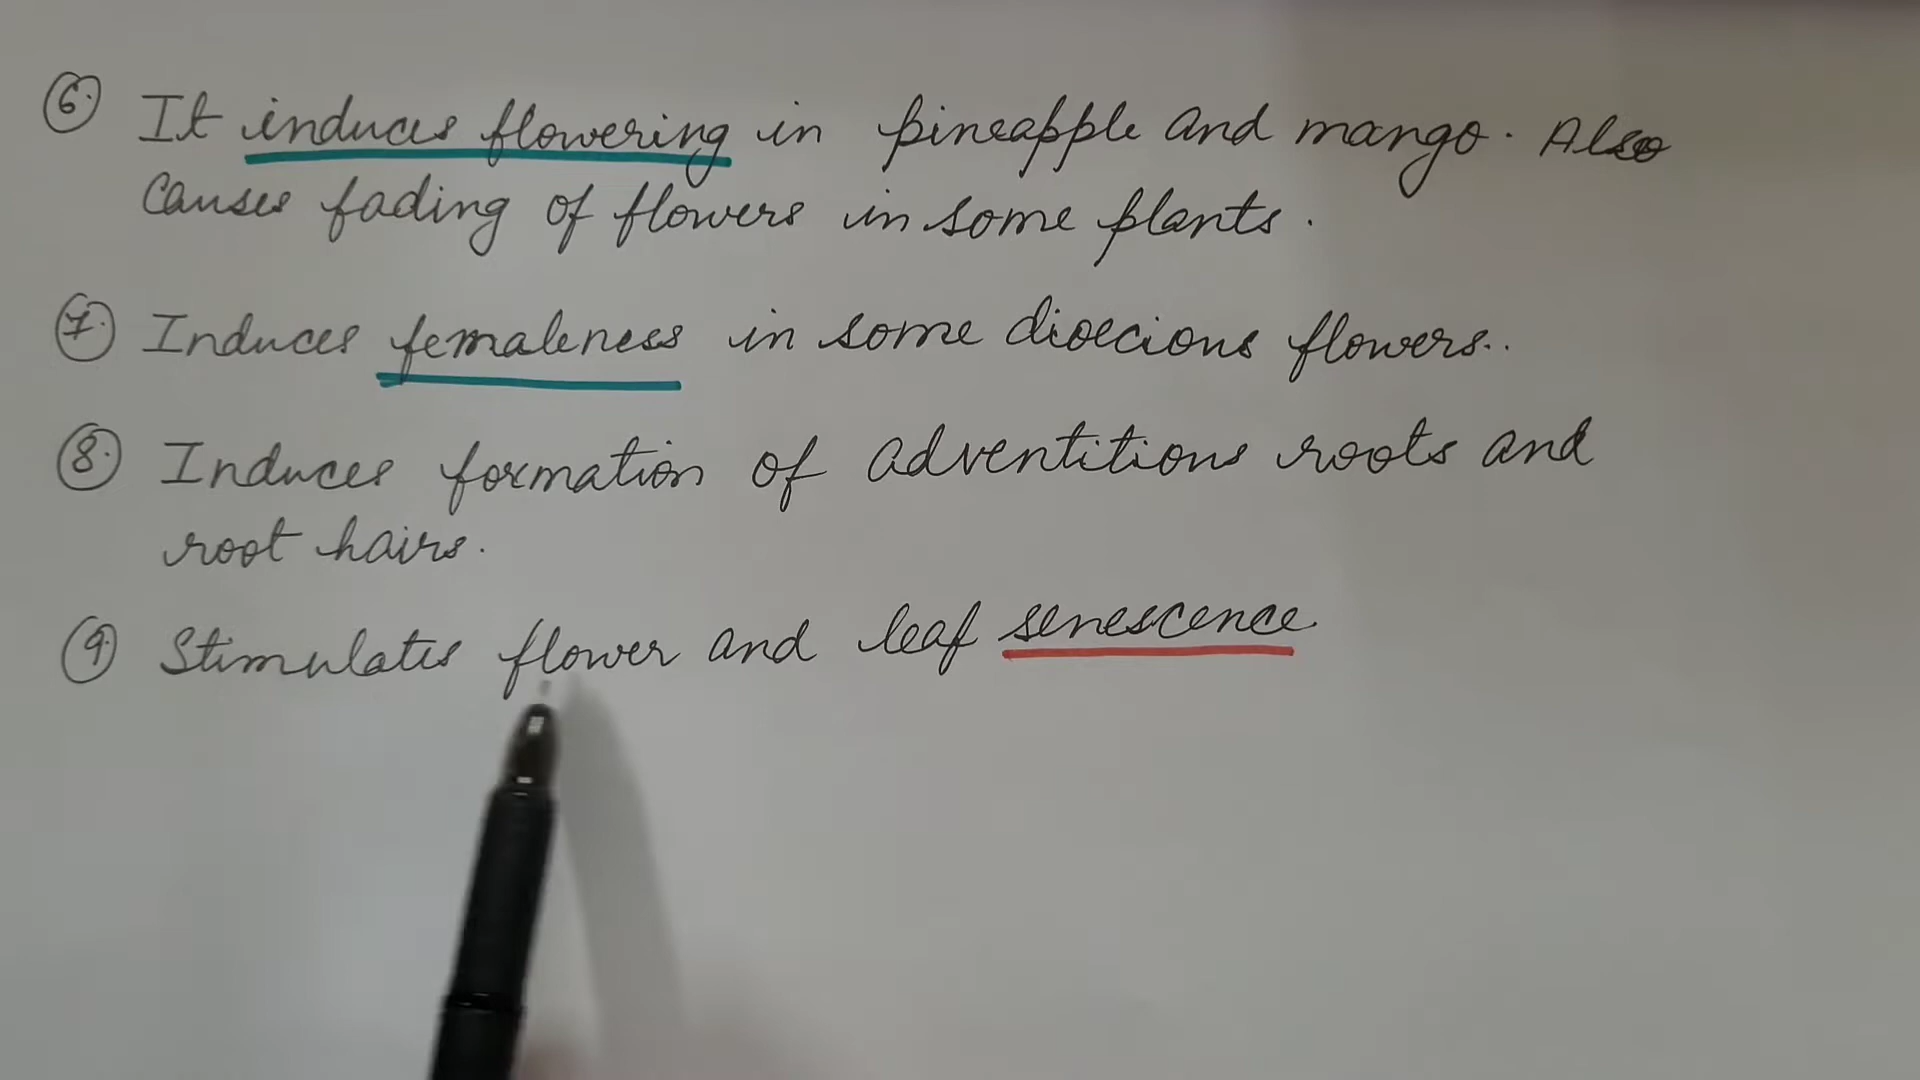 6. It induces flowering in pineapple and mango. Also
causes fading of flowers in some plants.
7. Induces femaleness in some dioecious flowers..
8. Induces formation of adventitious roots and
root hairs.
9. Stimulates flower and leaf senescence.